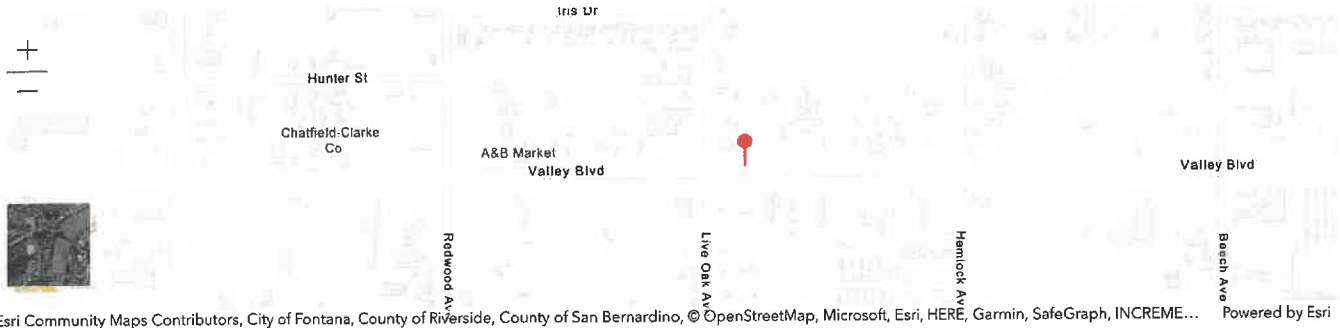 Iris Dr
+
−
Hunter St
Chatfield-Clarke
Co
A&B Market
Valley Blvd
Valley Blvd
Redwood Ave
Live Oak Ave
Hemlock Ave
Beech Ave
Esri Community Maps Contributors, City of Fontana, County of Riverside, County of San Bernardino, © OpenStreetMap, Microsoft, Esri, HERE, Garmin, SafeGraph, INCREME... Powered by Esri